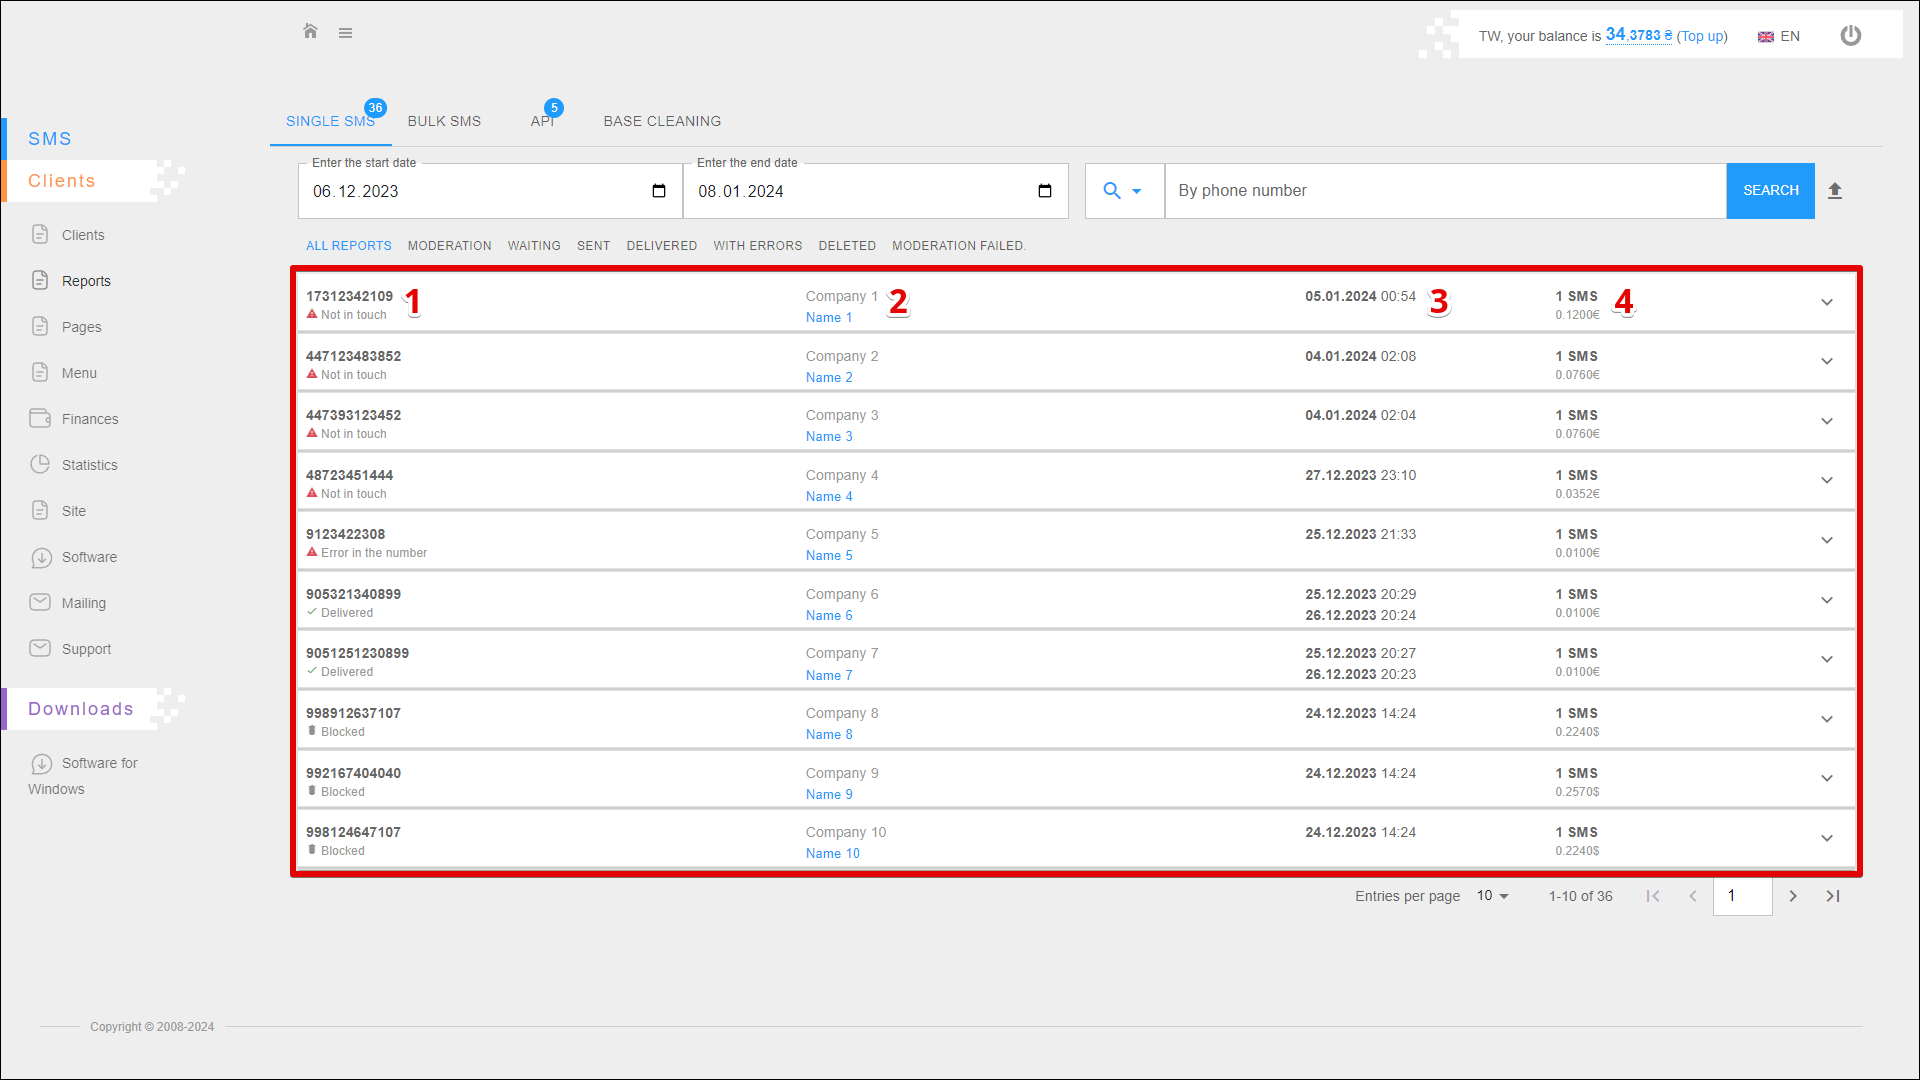 TW, your balance is 34,3783 ₴ (Top up)
EN
SMS
Clients
Clients
Reports
Pages
Menu
Finances
Statistics
Site
Software
Mailing
Support
Downloads
Software for
Windows
SINGLE SMS 36
BULK SMS
API 5
BASE CLEANING
Enter the start date
06.12.2023
Enter the end date
08.01.2024
By phone number
SEARCH
ALL REPORTS MODERATION WAITING SENT DELIVERED WITH ERRORS DELETED MODERATION FAILED.
17312342109 1 Company 1 2 05.01.2024 00:54 3 1 SMS 4
Not in touch Name 1 0.1200€
447123483852 Company 2 04.01.2024 02:08 1 SMS
Not in touch Name 2 0.0760€
447393123452 Company 3 04.01.2024 02:04 1 SMS
Not in touch Name 3 0.0760€
48723451444 Company 4 27.12.2023 23:10 1 SMS
Not in touch Name 4 0.0352€
9123422308 Company 5 25.12.2023 21:33 1 SMS
Error in the number Name 5 0.0100€
905321340899 Company 6 25.12.2023 20:29 1 SMS
Delivered Name 6 26.12.2023 20:24 0.0100€
9051251230899 Company 7 25.12.2023 20:27 1 SMS
Delivered Name 7 26.12.2023 20:23 0.0100€
998912637107 Company 8 24.12.2023 14:24 1 SMS
Blocked Name 8 0.2240$
992167404040 Company 9 24.12.2023 14:24 1 SMS
Blocked Name 9 0.2570$
998124647107 Company 10 24.12.2023 14:24 1 SMS
Blocked Name 10 0.2240$
Entries per page 10 1-10 of 36 1
Copyright © 2008-2024